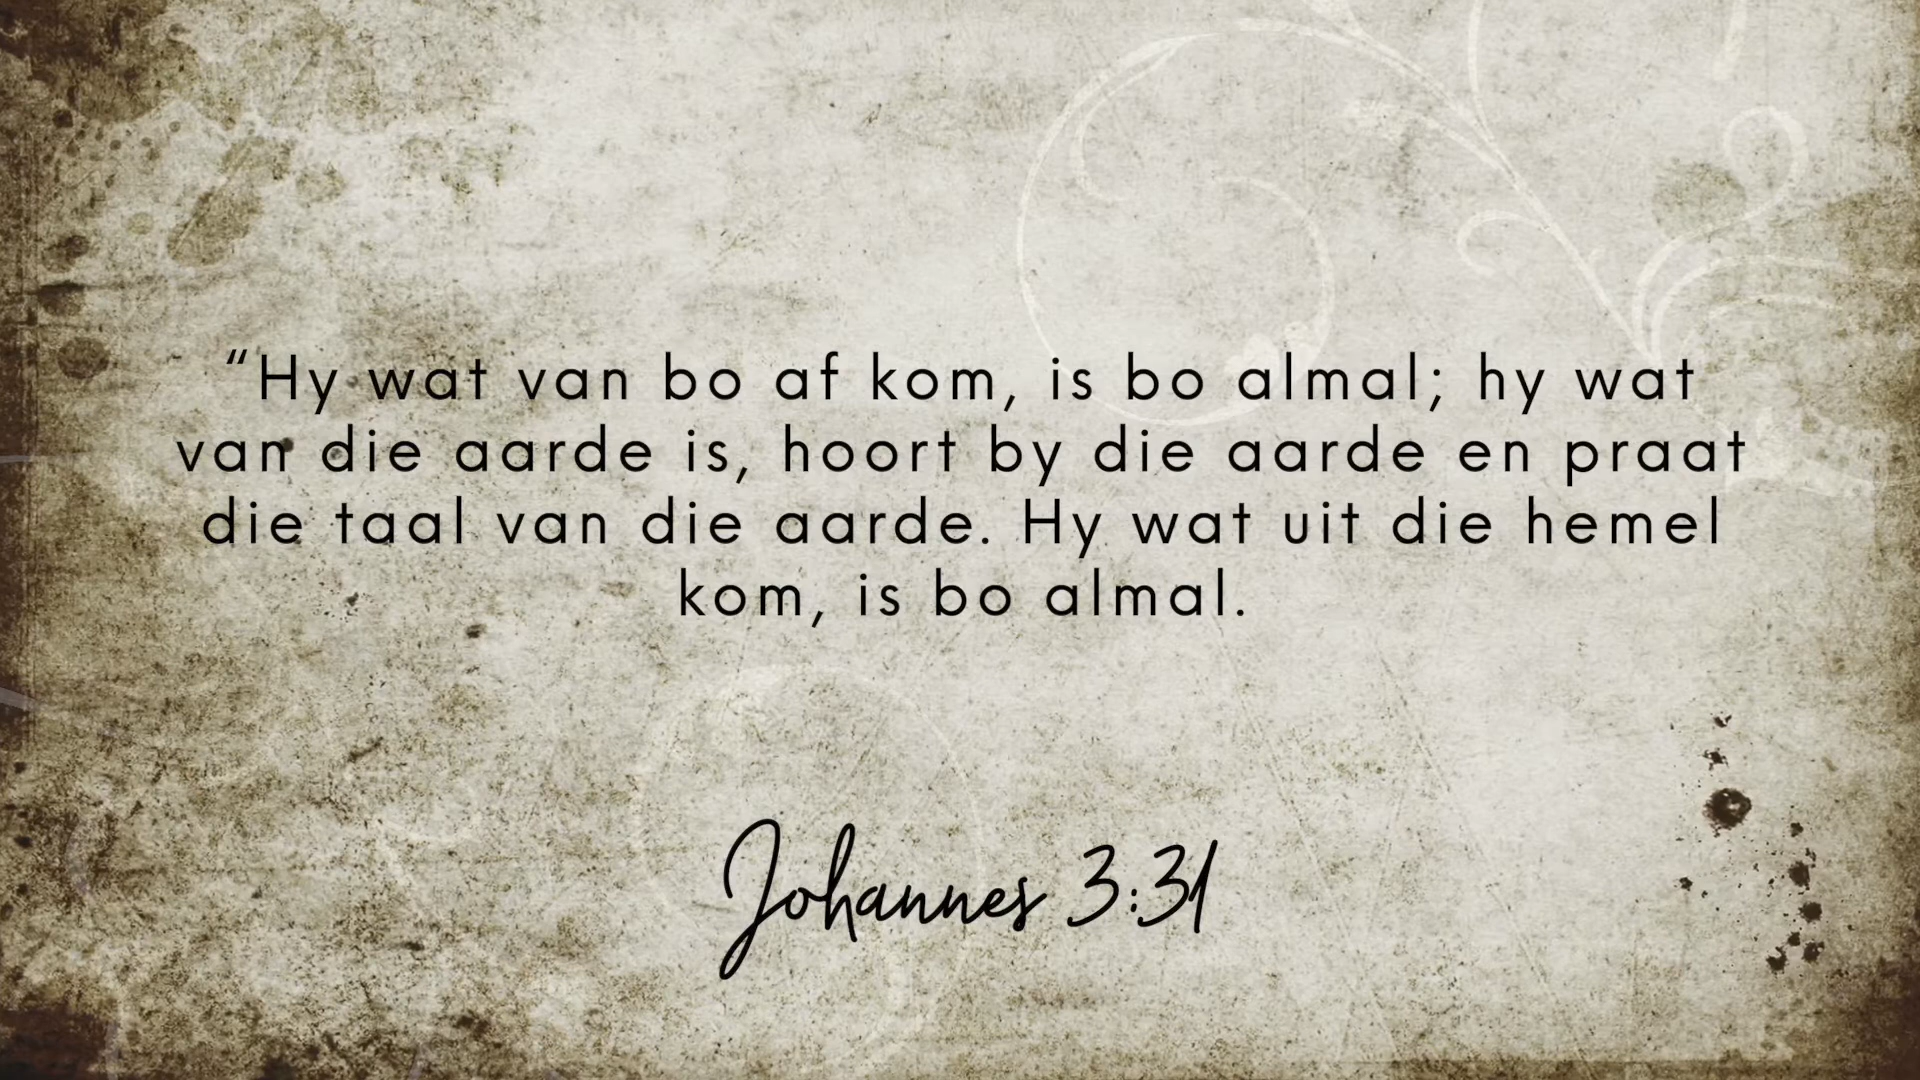 “Hy wat van bo af kom, is bo almal; hy wat
van die aarde is, hoort by die aarde en praat
die taal van die aarde. Hy wat uit die hemel
kom, is bo almal.
Johannes 3:31